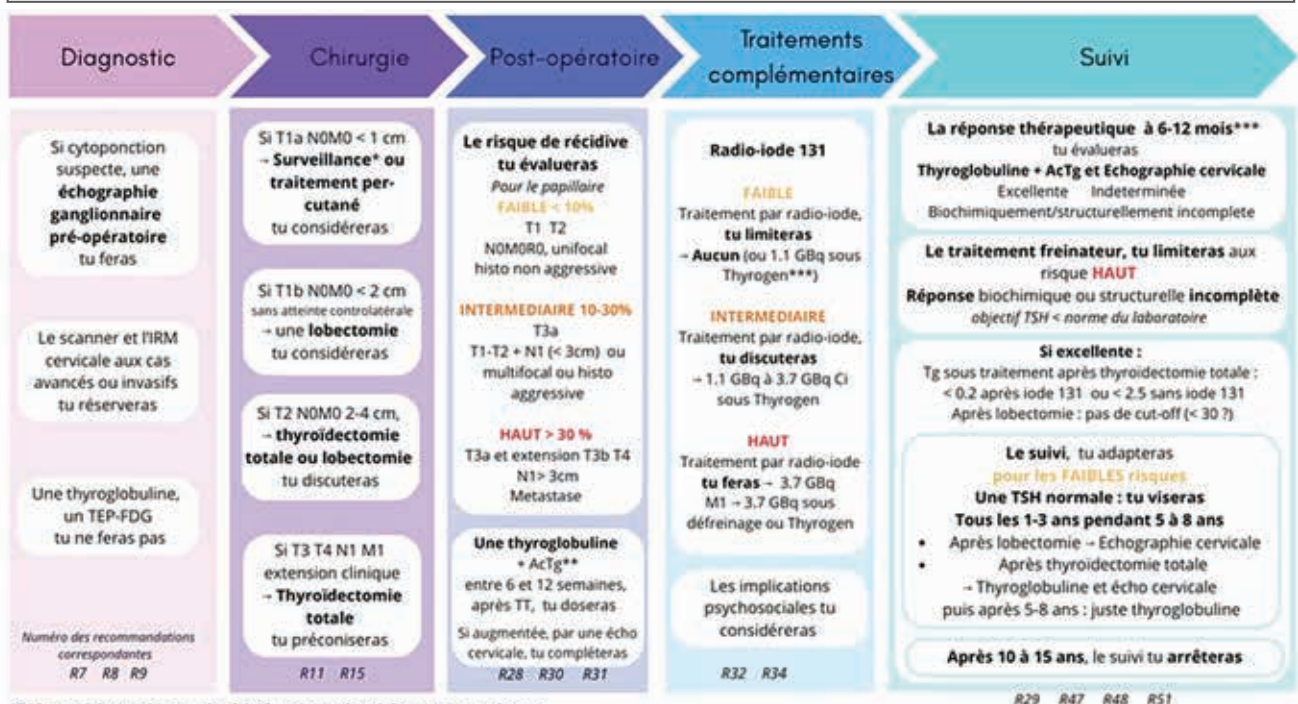 Diagnostic
Chirurgie
Post-opératoire
Traitements
complémentaires
Suivi
Si cytoponction
suspecte, une
échographie
ganglionnaire
pré-opératoire
tu feras
Le scanner et l'IRM
cervicale aux cas
avancés ou invasifs
tu réserveras
Une thyroglobuline,
un TEP-FDG
tu ne feras pas
Numéro des recommandations
correspondantes
R7 R8 R9
Si T1a N0M0 < 1 cm
→ Surveillance* ou
traitement per-
cutané
tu considéreras
Si T1b N0M0 < 2 cm
sans atteinte controlatérale
→ une lobectomie
tu considéreras
Si T2 N0M0 2-4 cm,
→ thyroïdectomie
totale ou lobectomie
tu discuteras
Si T3 T4 N1 M1
extension clinique
→ Thyroïdectomie
totale
tu préconiseras
R11 R15
Le risque de récidive
tu évalueras
Pour le papillaire
FAIBLE < 10%
T1 T2
N0M0R0, unifocal
histo non aggressive
INTERMEDIAIRE 10-30%
T3a
T1-T2 + N1 (< 3cm) ou
multifocal ou histo
aggressive
HAUT > 30 %
T3a et extension T3b T4
N1> 3cm
Metastase
Une thyroglobuline
+ AcTg**
entre 6 et 12 semaines,
après TT, tu doseras
Si augmentée, par une écho
cervicale, tu compléteras
R28 R30 R31
Radio-iode 131
FAIBLE
Traitement par radio-iode,
tu limiteras
→ Aucun (ou 1.1 GBq sous
Thyrogen***)
INTERMEDIAIRE
Traitement par radio-iode,
tu discuteras
→ 1.1 GBq à 3.7 GBq Ci
sous Thyrogen
HAUT
Traitement par radio-iode
tu feras → 3.7 GBq
M1 → 3.7 GBq sous
défreinage ou Thyrogen
Les implications
psychosociales tu
considéreras
R32 R34
La réponse thérapeutique à 6-12 mois***
tu évalueras
Thyroglobuline + AcTg et Echographie cervicale
Excellente Indeterminée
Biochimiquement/structurellement incomplete
Le traitement freinateur, tu limiteras aux
risque HAUT
Réponse biochimique ou structurelle incomplète
objectif TSH < norme du laboratoire
Si excellente :
Tg sous traitement après thyroidectomie totale :
< 0.2 après iode 131 ou < 2.5 sans iode 131
Après lobectomie : pas de cut-off (< 30 ?)
Le suivi, tu adapteras
pour les FAIBLES risques
Une TSH normale : tu viseras
Tous les 1-3 ans pendant 5 à 8 ans
• Après lobectomie → Echographie cervicale
• Après thyroïdectomie totale
→ Thyroglobuline et écho cervicale
puis après 5-8 ans : juste thyroglobuline
Après 10 à 15 ans, le suivi tu arrêteras
R29 R47 R48 R51